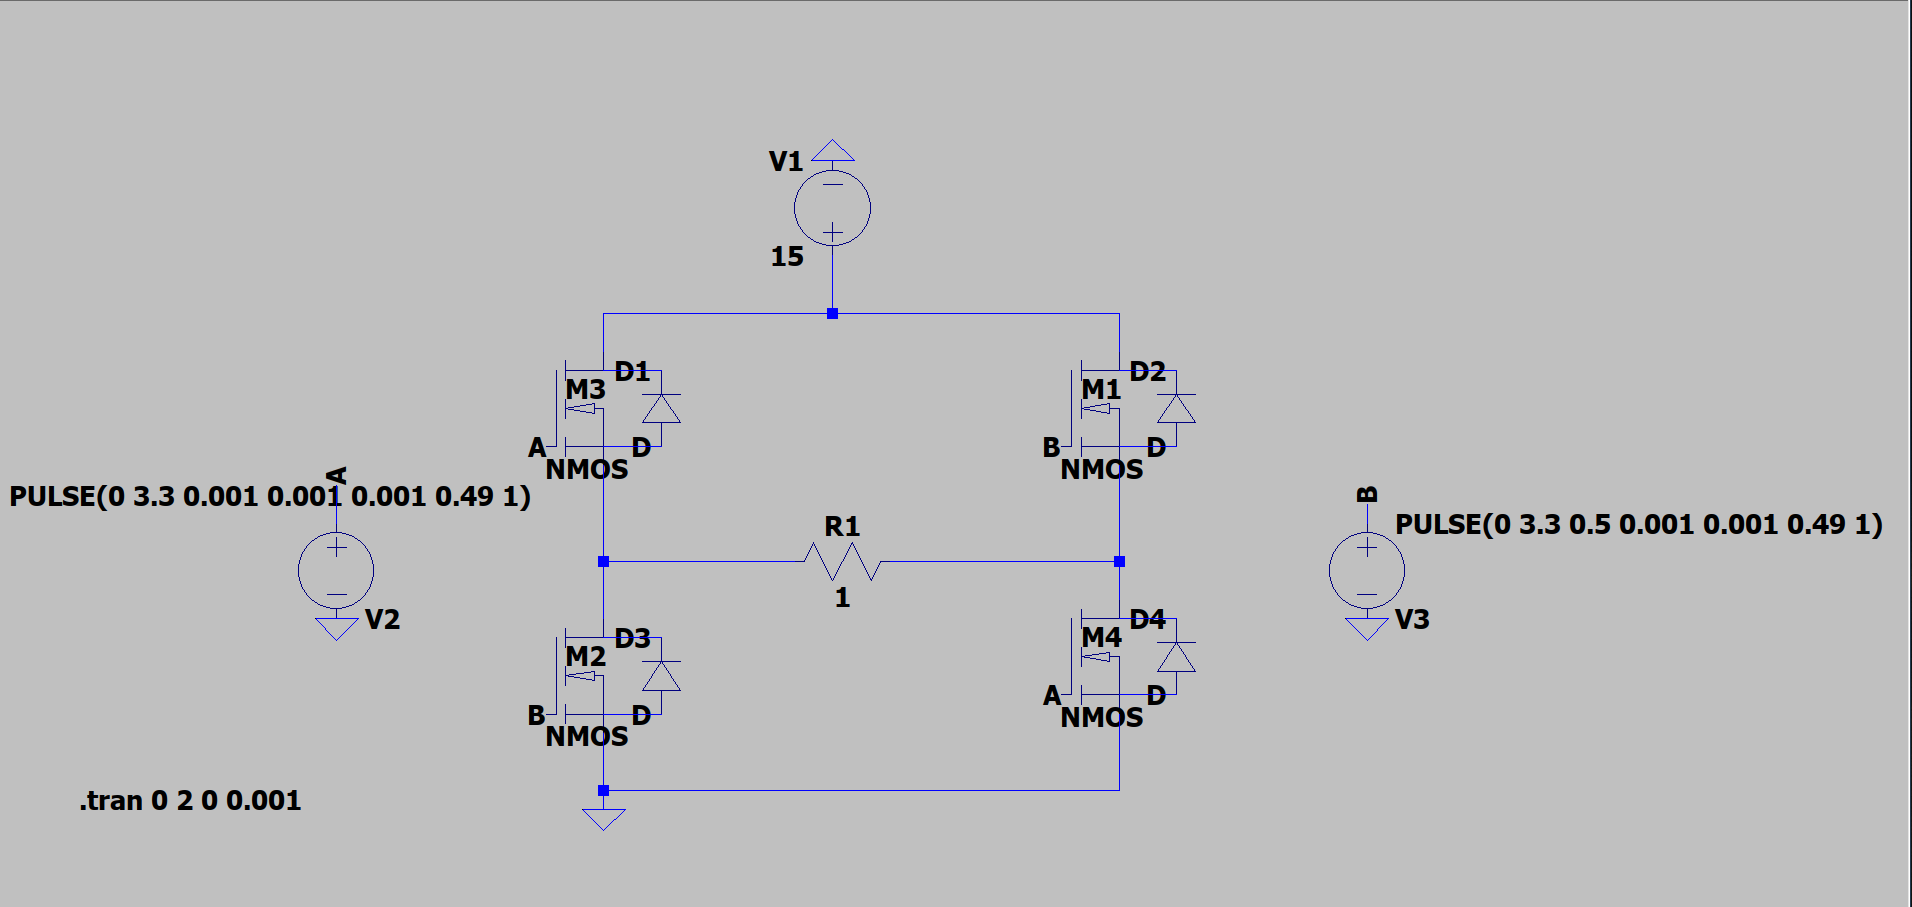 V1
15
D1
M3
A
D
NMOS
D2
M1
B
D
NMOS
A
PULSE(0 3.3 0.001 0.001 0.001 0.49 1)
V2
R1
1
B
PULSE(0 3.3 0.5 0.001 0.001 0.49 1)
V3
D3
M2
B
D
NMOS
D4
M4
A
D
NMOS
.tran 0 2 0 0.001